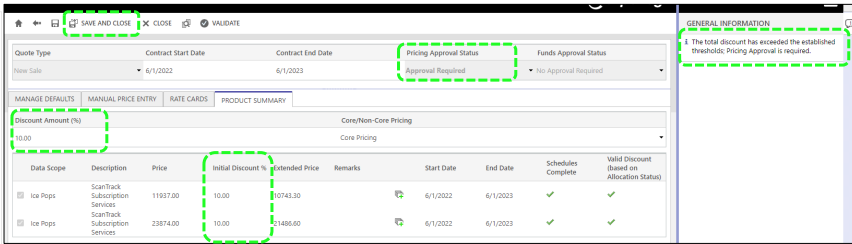 SAVE AND CLOSE CLOSE VALIDATE
GENERAL INFORMATION
Quote Type Contract Start Date Contract End Date Pricing Approval Status Funds Approval Status
New Sale 6/1/2022 6/1/2023 Approval Required No Approval Required
i The total discount has exceeded the established
thresholds; Pricing Approval is required.
MANAGE DEFAULTS MANUAL PRICE ENTRY RATE CARDS PRODUCT SUMMARY
Discount Amount (%) Core/Non-Core Pricing
10.00 Core Pricing
Data Scope Description Price Initial Discount % Extended Price Remarks Start Date End Date Schedules Complete Valid Discount (based on Allocation Status)
Ice Pops ScanTrack Subscription Services 11937.00 10.00 10743.30 6/1/2022 6/1/2023
Ice Pops ScanTrack Subscription Services 23874.00 10.00 21486.60 6/1/2022 6/1/2023